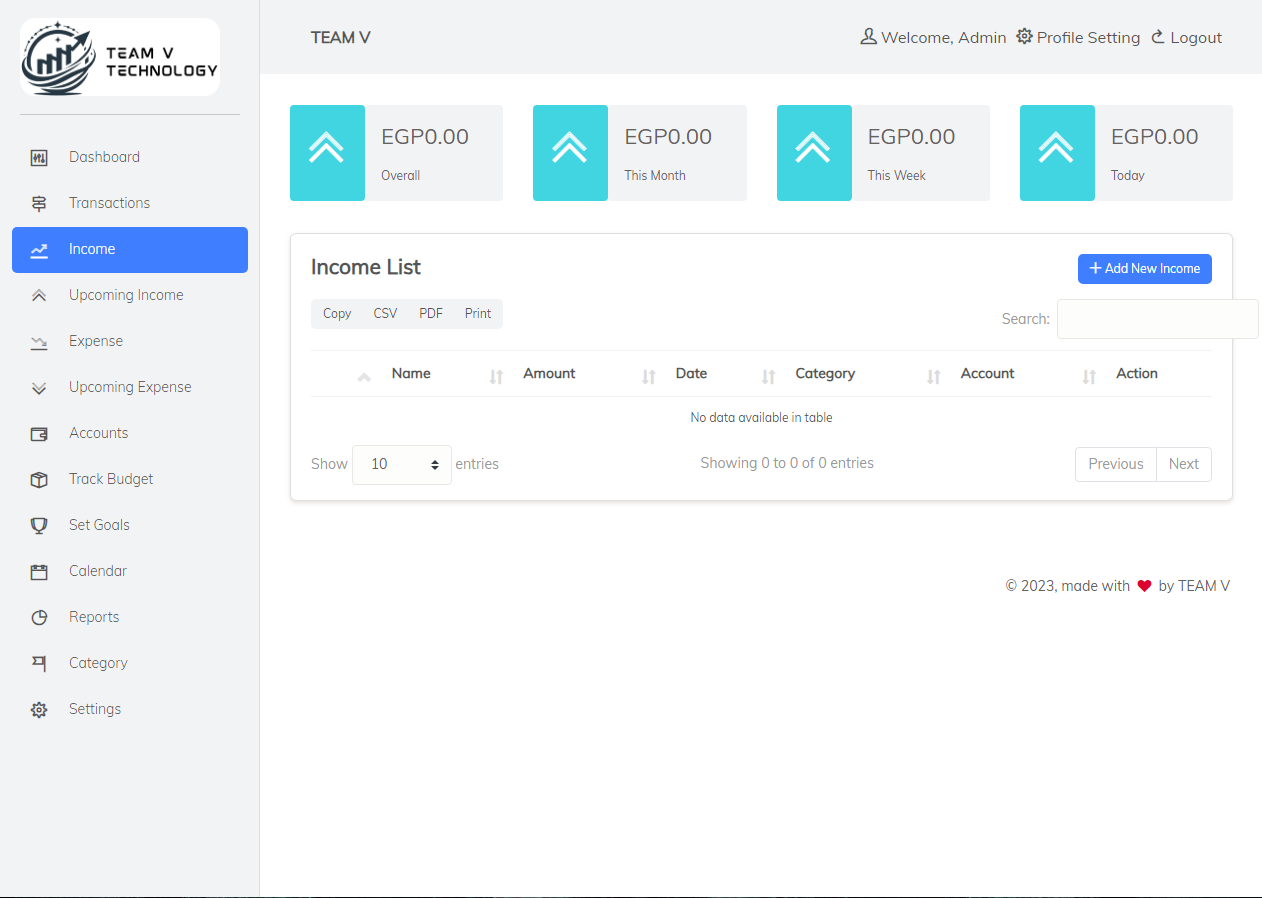 TEAM V
TECHNOLOGY
TEAM V
Welcome, Admin Profile Setting Logout
Dashboard
Transactions
Income
Upcoming Income
Expense
Upcoming Expense
Accounts
Track Budget
Set Goals
Calendar
Reports
Category
Settings
EGP0.00
Overall
EGP0.00
This Month
EGP0.00
This Week
EGP0.00
Today
Income List
Add New Income
Copy CSV PDF Print
Search:
Name Amount Date Category Account Action
No data available in table
Show 10 entries
Showing 0 to 0 of 0 entries
Previous Next
© 2023, made with ❤ by TEAM V